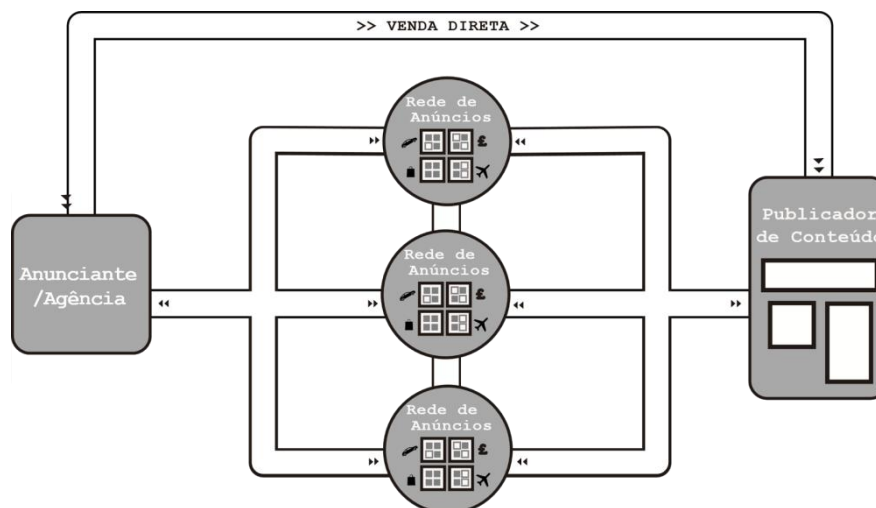 >> VENDA DIRETA >>
Rede de
Anúncios
£
Anunciante
/Agência
Rede de
Anúncios
£
Publicador
de Conteúdo
Rede de
Anúncios
£